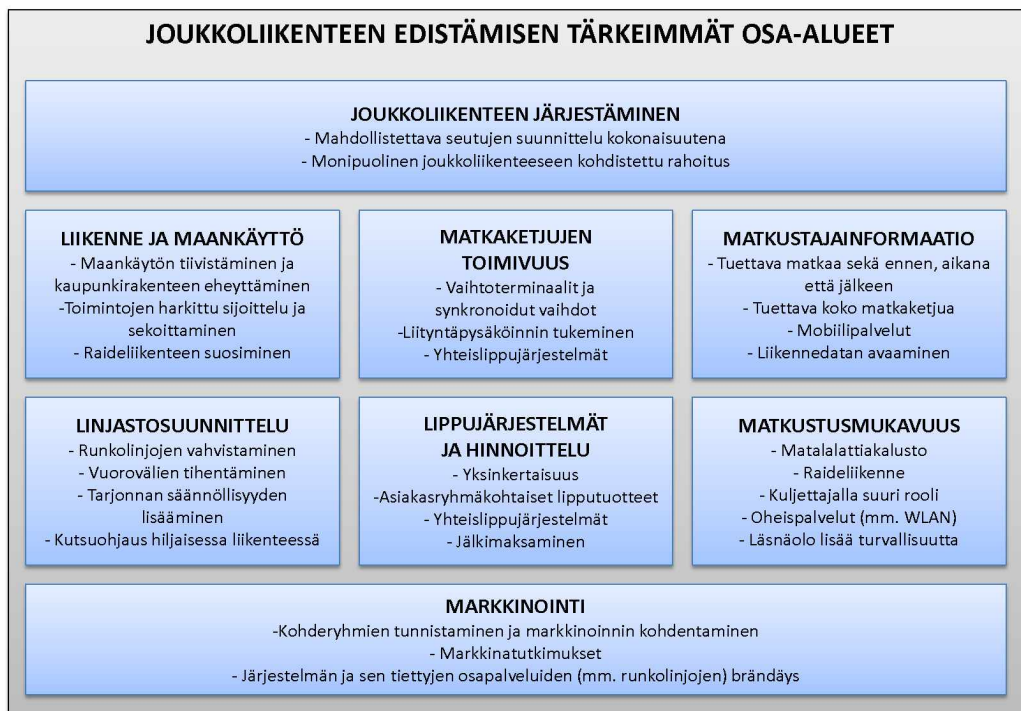 JOUKKOLIIKENTEEN EDISTÄMISEN TÄRKEIMMÄT OSA-ALUEET
JOUKKOLIIKENTEEN JÄRJESTÄMINEN
- Mahdollistettava seutujen suunnittelu kokonaisuutena
- Monipuolinen joukkoliikenteeseen kohdistettu rahoitus
LIIKENNE JA MAANKÄYTTÖ
- Maankäytön tiivistäminen ja
kaupunkirakenteen eheyttäminen
-Toimintojen harkittu sijoittelu ja
sekoittaminen
- Raideliikenteen suosiminen
MATKAKETJUJEN
TOIMIVUUS
- Vaihtoterminaalit ja
synkronoidut vaihdot
-Liityntäpysäköinnin tukeminen
- Yhteislippujärjestelmät
MATKUSTAJAINFORMAATIO
- Tuettava matkaa sekä ennen, aikana
että jälkeen
- Tuettava koko matkaketjua
- Mobiilipalvelut
- Liikennedatan avaaminen
LINJASTOSUUNNITTELU
- Runkolinjojen vahvistaminen
- Vuorovälien tihentäminen
- Tarjonnan säännöllisyyden
lisääminen
- Kutsuohjaus hiljaisessa liikenteessä
LIPPUJÄRJESTELMÄT
JA HINNOITTELU
- Yksinkertaisuus
-Asiakasryhmäkohtaiset lipputuotteet
- Yhteislippujärjestelmät
- Jälkimaksaminen
MATKUSTUSMUKAVUUS
- Matalalattiakalusto
- Raideliikenne
- Kuljettajalla suuri rooli
- Oheispalvelut (mm. WLAN)
- Läsnäolo lisää turvallisuutta
MARKKINOINTI
-Kohderyhmien tunnistaminen ja markkinoinnin kohdentaminen
- Markkinatutkimukset
- Järjestelmän ja sen tiettyjen osapalveluiden (mm. runkolinjojen) brändäys